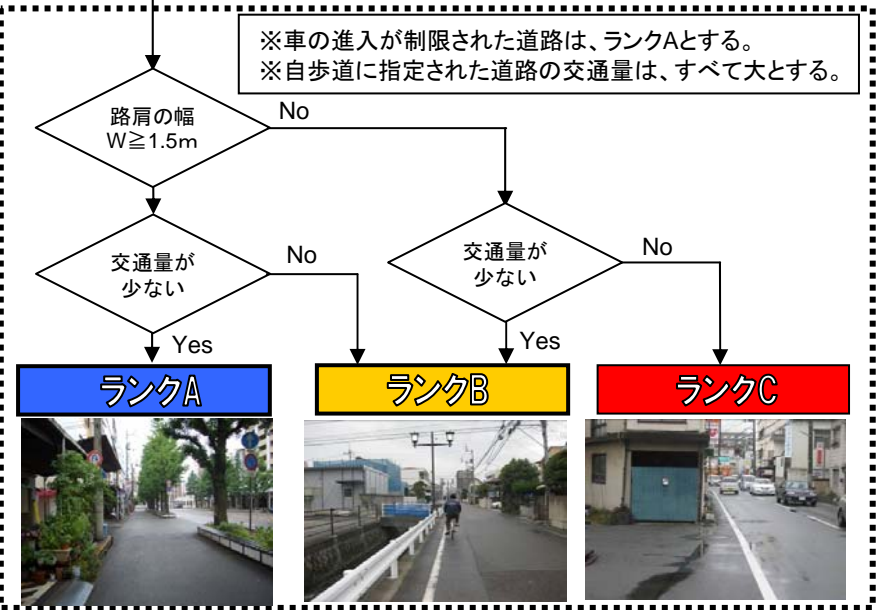 ※車の進入が制限された道路は、ランクAとする。
※自歩道に指定された道路の交通量は、すべて大とする。
路肩の幅
W≧1.5m
No
交通量が
少ない
No
交通量が
少ない
No
Yes
Yes
ランクA
ランクB
ランクC